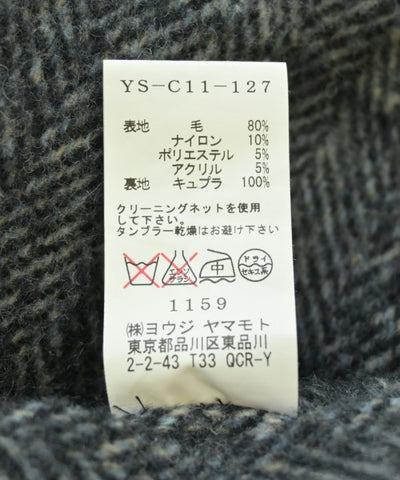 YS-C11-127
表地 毛 80%
ナイロン 10%
ポリエステル 5%
アクリル 5%
裏地 キュプラ 100%
クリーニングネットを使用
して下さい。
タンブラー乾燥はお避け下さい
エンソ サラシ 中 ドライ セキユ系
1159
㈱ヨウジ ヤマモト
東京都品川区東品川
2-2-43 T33 QCR-Y